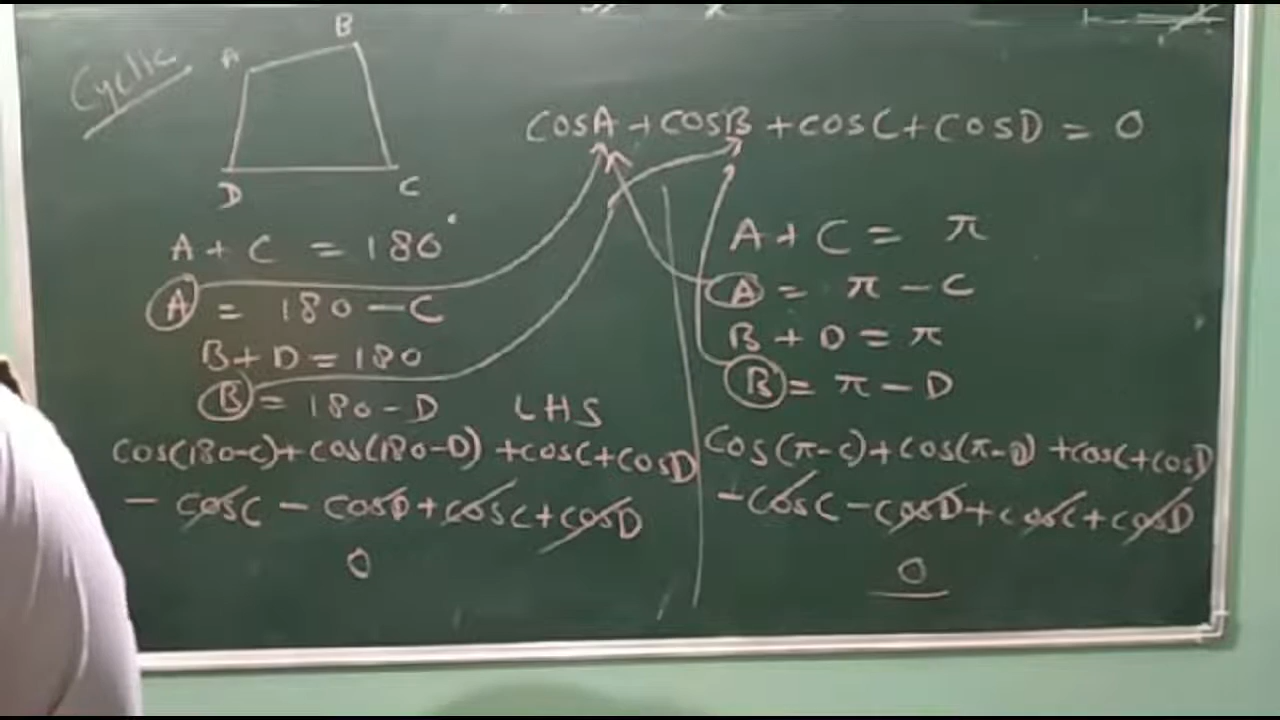 Cyclic
A B
D C
cosA + cosB + cosC + cosD = 0
A + C = 180°
A = 180 - C
B + D = 180
B = 180 - D
LHS
cos(180-C) + cos(180-D) + cosC + cosD
- cosC - cosD + cosC + cosD
0
A + C = π
A = π - C
B + D = π
B = π - D
cos(π-C) + cos(π-D) + cosC + cosD
- cosC - cosD + cosC + cosD
0